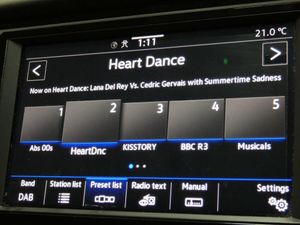 1:11
21.0 °C
Heart Dance
Now on Heart Dance: Lana Del Rey Vs. Cedric Gervais with Summertime Sadness
1 2 3 4 5
Abs 00s HeartDnc KISSTORY BBC R3 Musicals
Band Station list Preset list Radio text Manual Settings
DAB